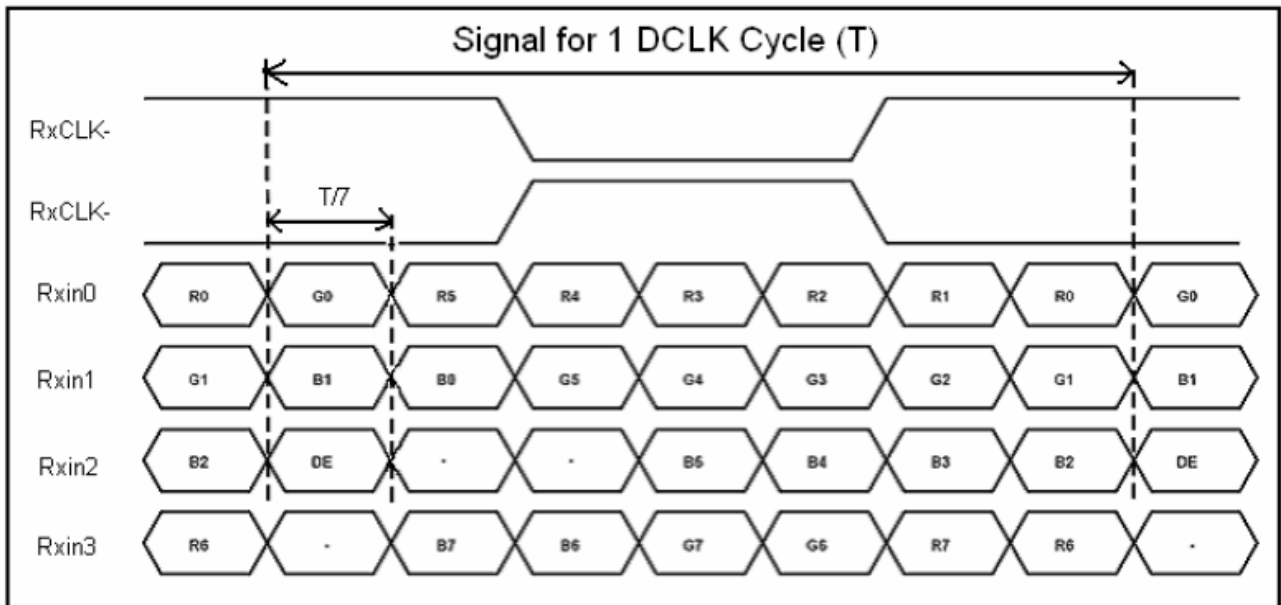 Signal for 1 DCLK Cycle (T)
RxCLK-
T/7
RxCLK-
Rxin0 R0 G0 R5 R4 R3 R2 R1 R0 G0
Rxin1 G1 B1 B0 G5 G4 G3 G2 G1 B1
Rxin2 B2 DE - - B5 B4 B3 B2 DE
Rxin3 R6 - B7 B6 G7 G6 R7 R6 -